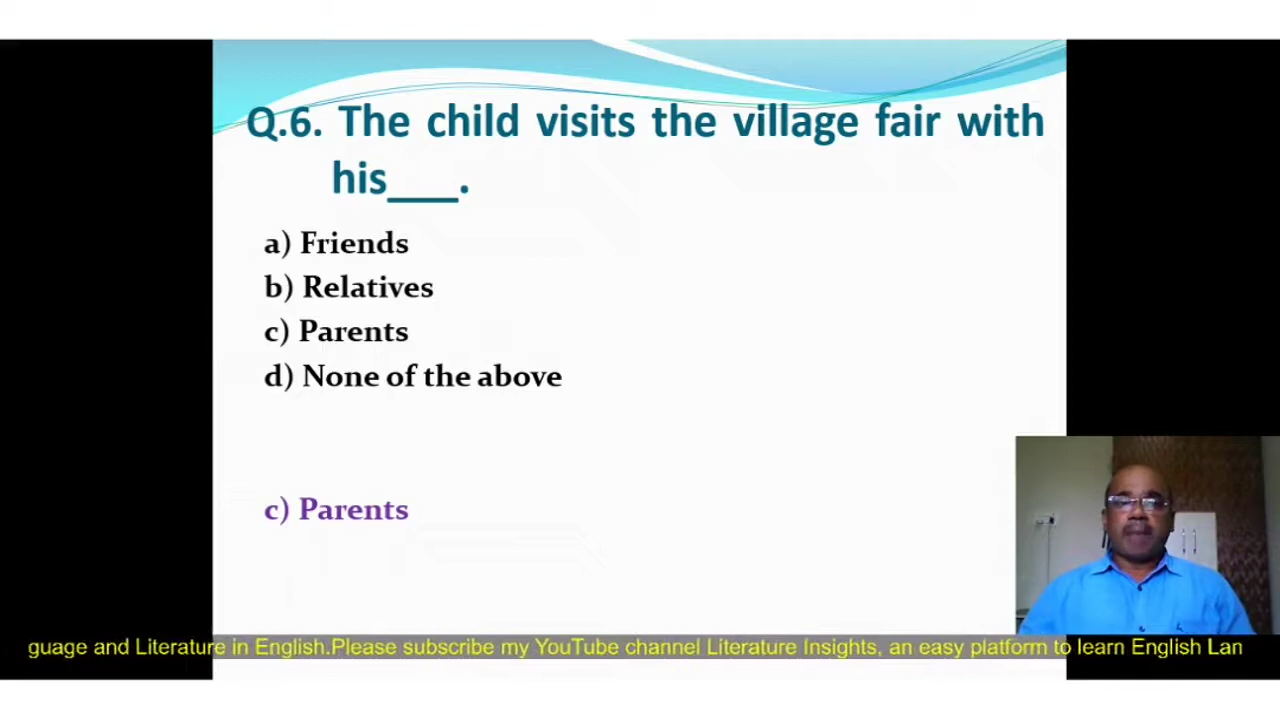 Q.6. The child visits the village fair with
his___.
a) Friends
b) Relatives
c) Parents
d) None of the above
c) Parents
guage and Literature in English.Please subscribe my YouTube channel Literature Insights, an easy platform to learn English Lan